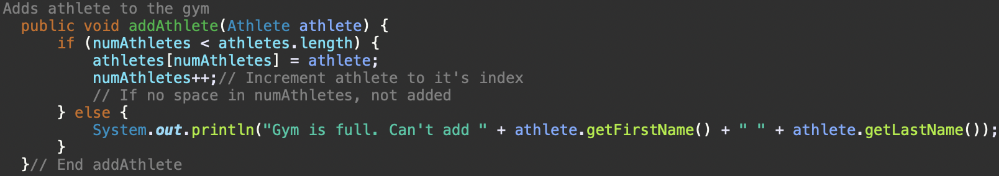 Adds athlete to the gym
public void addAthlete(Athlete athlete) {
if (numAthletes < athletes.length) {
athletes[numAthletes] = athlete;
numAthletes++;// Increment athlete to it's index
// If no space in numAthletes, not added
} else {
System.out.println("Gym is full. Can't add " + athlete.getFirstName() + " " + athlete.getLastName());
}
}// End addAthlete